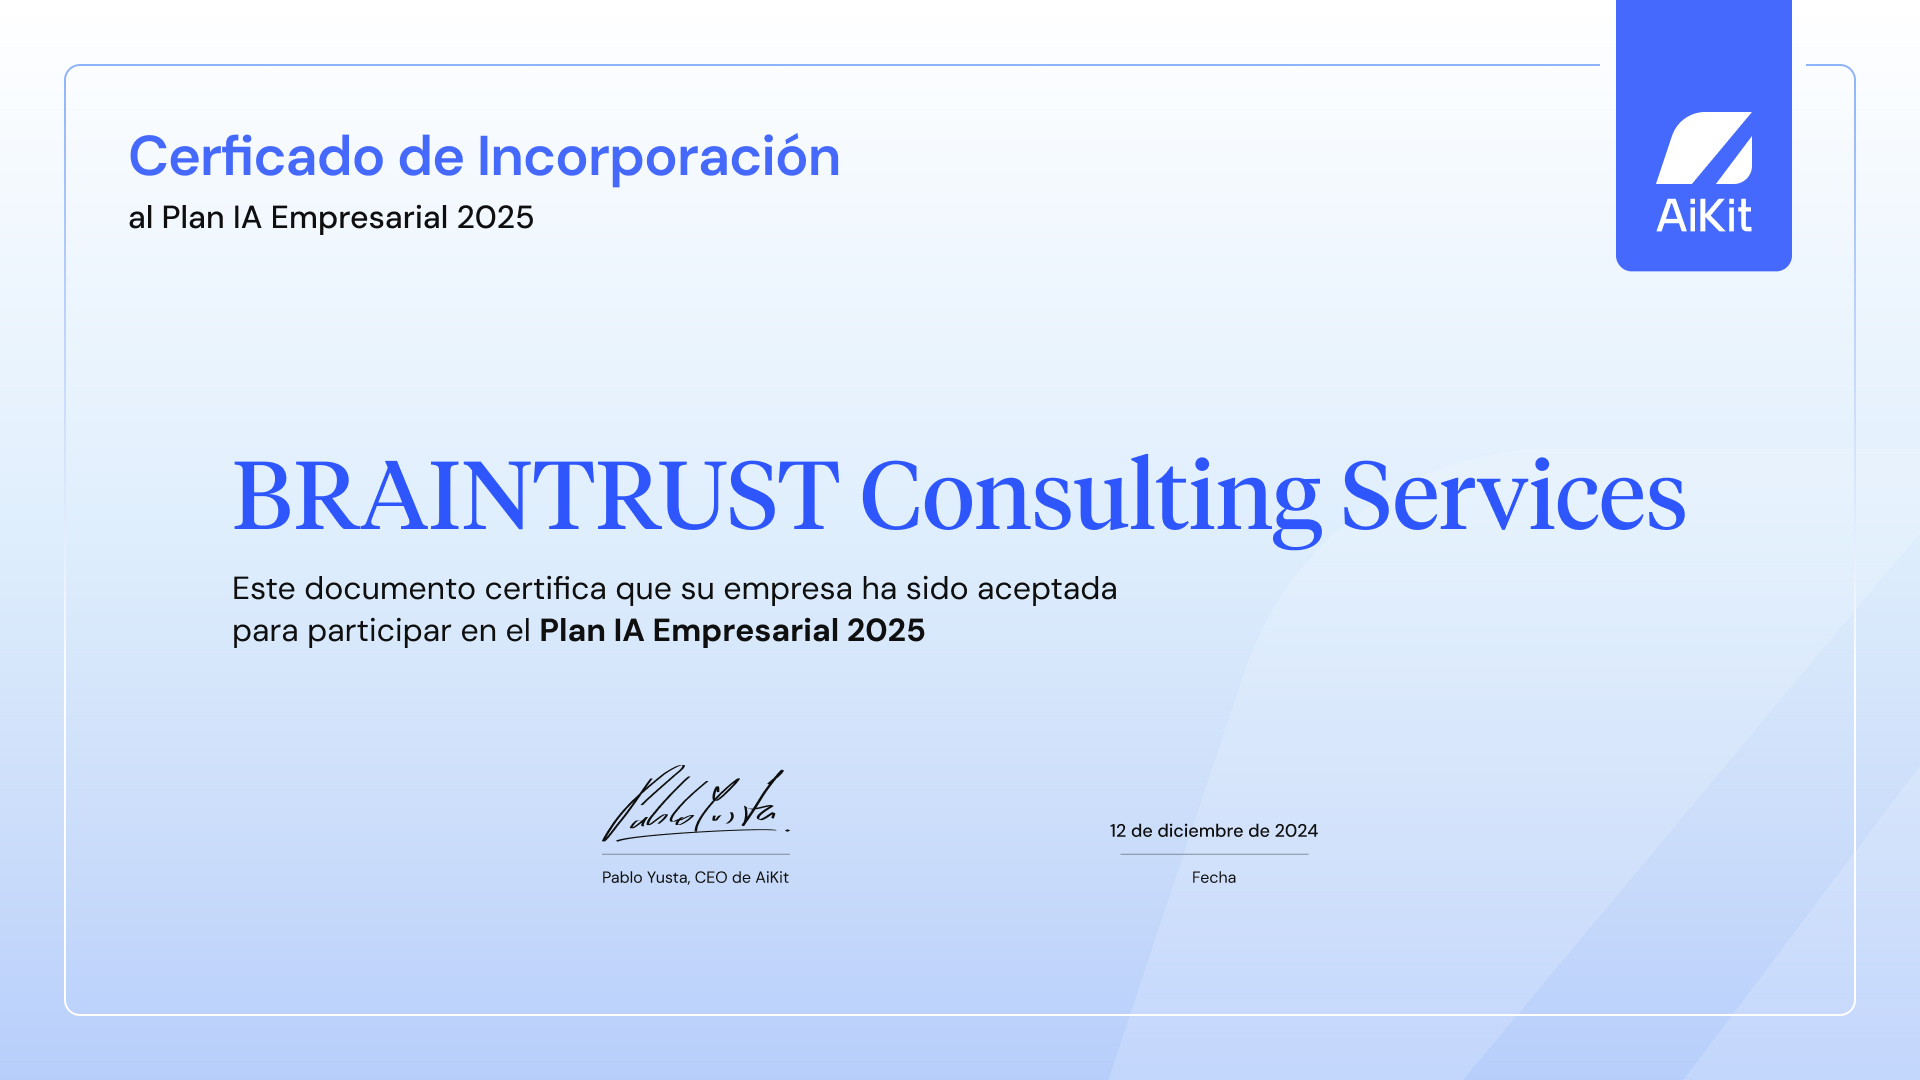 Cerficado de Incorporación
al Plan IA Empresarial 2025
AiKit
BRAINTRUST Consulting Services
Este documento certifica que su empresa ha sido aceptada
para participar en el Plan IA Empresarial 2025
Pablo Yusta
12 de diciembre de 2024
Pablo Yusta, CEO de AiKit
Fecha